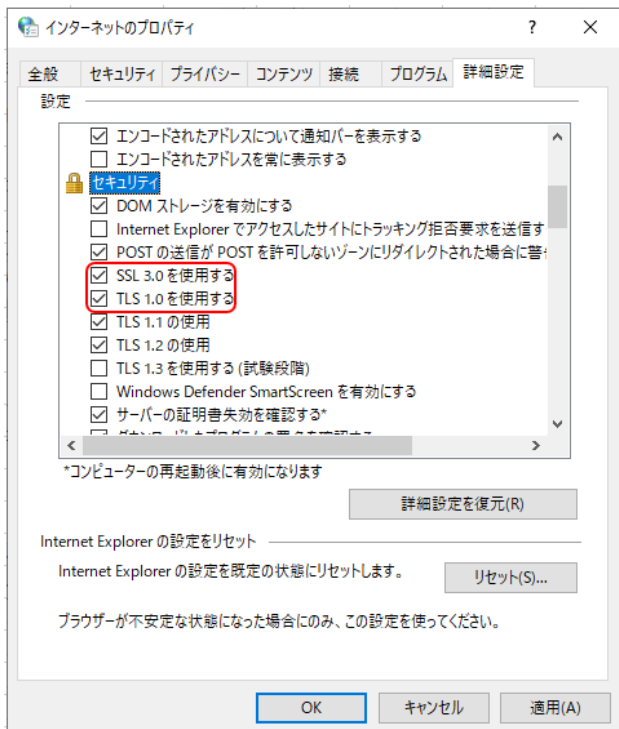 インターネットのプロパティ
?
×
全般 セキュリティ プライバシー コンテンツ 接続 プログラム 詳細設定
設定
エンコードされたアドレスについて通知バーを表示する
エンコードされたアドレスを常に表示する
セキュリティ
DOM ストレージを有効にする
Internet Explorer でアクセスしたサイトにトラッキング拒否要求を送信す
POST の送信が POST を許可しないゾーンにリダイレクトされた場合に警
SSL 3.0 を使用する
TLS 1.0 を使用する
TLS 1.1 の使用
TLS 1.2 の使用
TLS 1.3 を使用する (試験段階)
Windows Defender SmartScreen を有効にする
サーバーの証明書失効を確認する*
*コンピューターの再起動後に有効になります
詳細設定を復元(R)
Internet Explorer の設定をリセット
Internet Explorer の設定を既定の状態にリセットします。
リセット(S)...
ブラウザーが不安定な状態になった場合にのみ、この設定を使ってください。
OK キャンセル 適用(A)